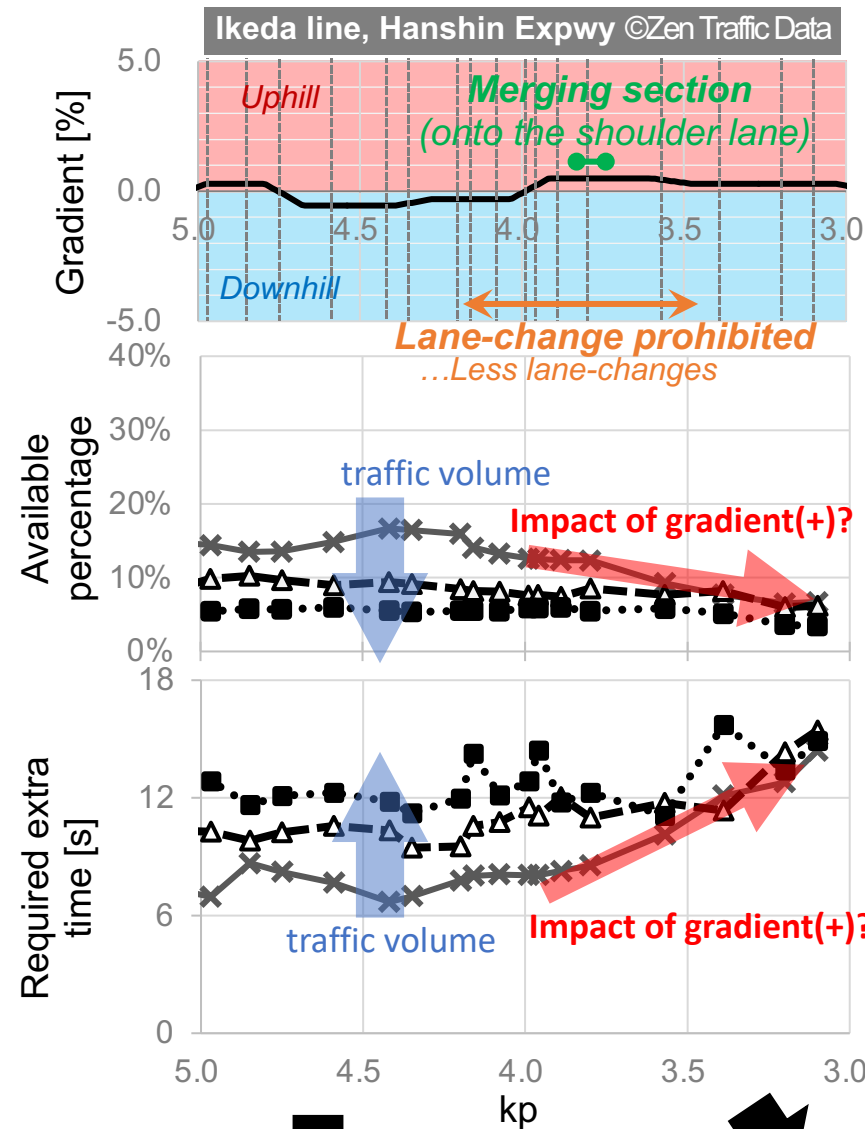 Ikeda line, Hanshin Expwy ©Zen Traffic Data
Gradient [%]
5.0
0.0
-5.0
Uphill
Merging section
(onto the shoulder lane)
5.0 4.5 4.0 3.5 3.0
Downhill
Lane-change prohibited
...Less lane-changes
Available
percentage
40%
30%
20%
10%
0%
traffic volume
Impact of gradient(+)?
Required extra
time [s]
18
12
6
0
traffic volume
Impact of gradient(+)?
5.0 4.5 4.0 3.5 3.0
kp